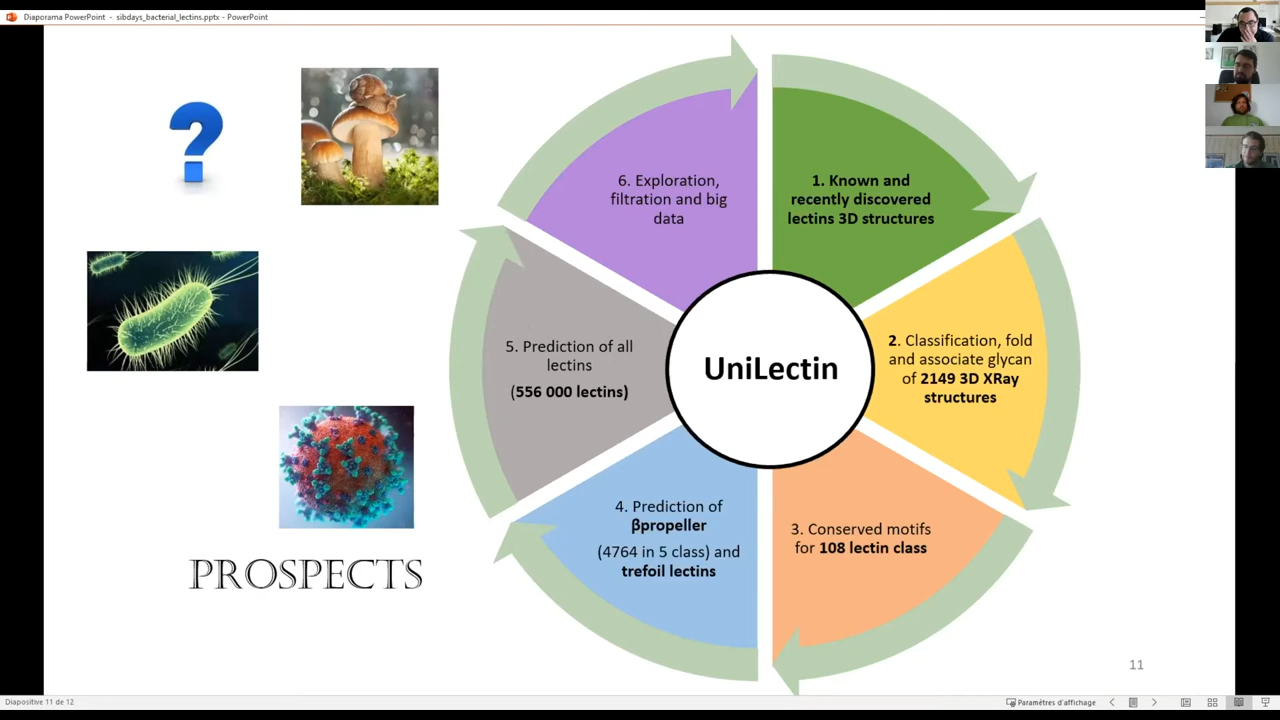 Diaporama PowerPoint - sibdays_bacterial_lectins.pptx - PowerPoint
?
6. Exploration,
filtration and big
data
1. Known and
recently discovered
lectins 3D structures
5. Prediction of all
lectins
(556 000 lectins)
UniLectin
2. Classification, fold
and associate glycan
of 2149 3D XRay
structures
4. Prediction of
βpropeller
(4764 in 5 class) and
trefoil lectins
3. Conserved motifs
for 108 lectin class
PROSPECTS
11
Diapositive 11 de 12
Paramètres d'affichage